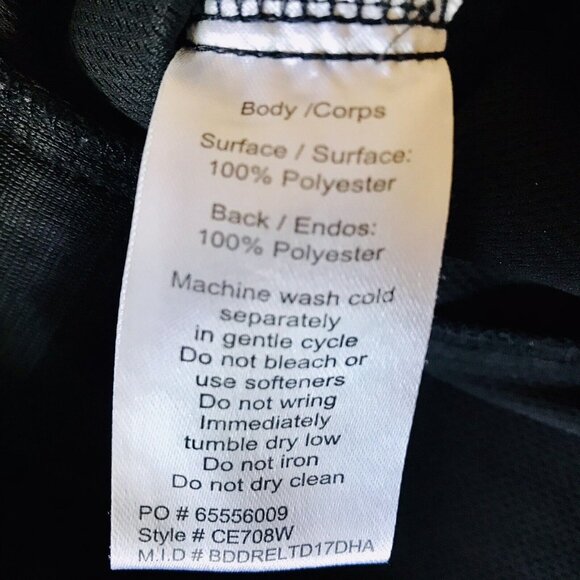 Body /Corps
Surface / Surface:
100% Polyester
Back / Endos:
100% Polyester
Machine wash cold
separately
in gentle cycle
Do not bleach or
use softeners
Do not wring
Immediately
tumble dry low
Do not iron
Do not dry clean
PO # 65556009
Style # CE708W
M.I.D # BDDRELTD17DHA